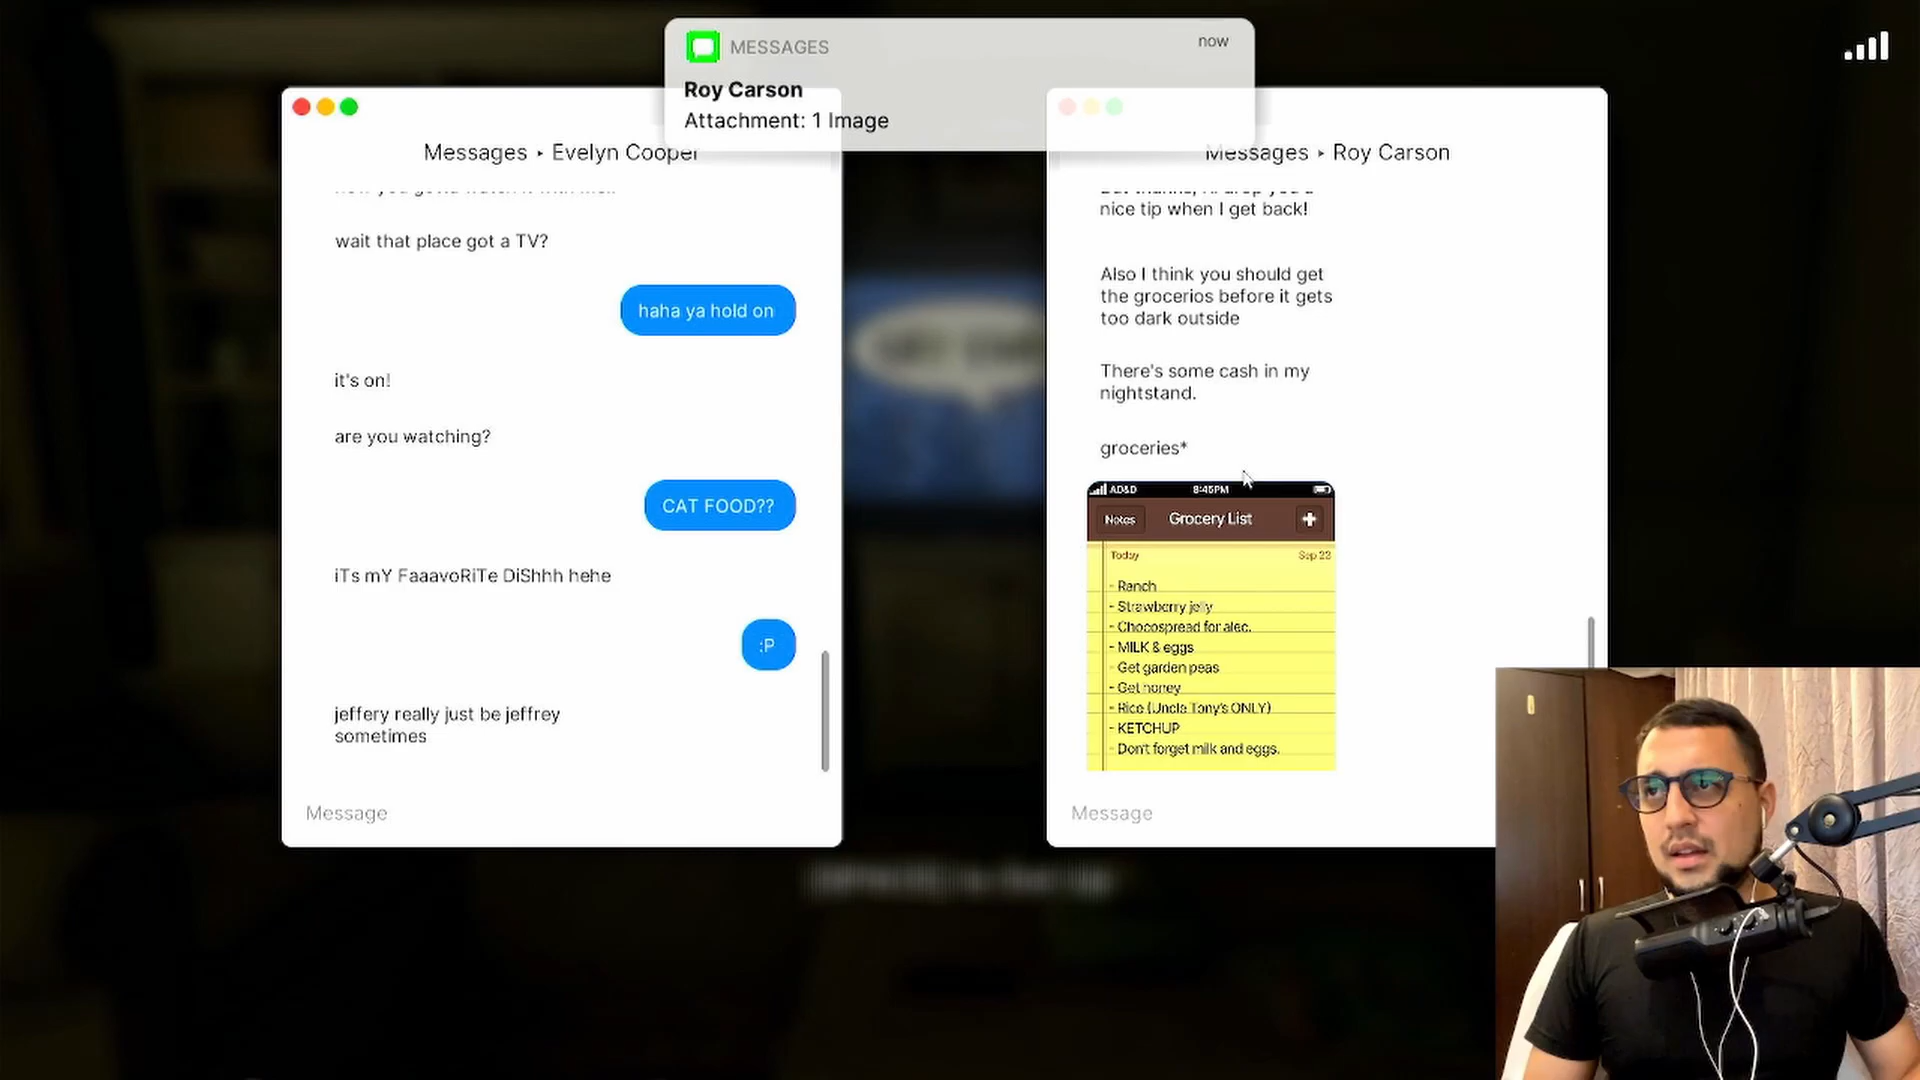 MESSAGES
now
Roy Carson
Attachment: 1 Image
Messages ‣ Evelyn Cooper
wait that place got a TV?
haha ya hold on
it's on!
are you watching?
CAT FOOD??
iTs mY FaaavoRiTe DiShhh hehe
:P
jeffery really just be jeffrey
sometimes
Message
Messages ‣ Roy Carson
nice tip when I get back!
Also I think you should get
the grocerios before it gets
too dark outside
There's some cash in my
nightstand.
groceries*
AD&D
8:45PM
Notes
Grocery List
Today
Sep 23
- Ranch
- Strawberry jelly
- Chocospread for alec.
- MILK & eggs
- Get garden peas
- Get honey
- Rice (Uncle Tony's ONLY)
- KETCHUP
- Don't forget milk and eggs.
Message